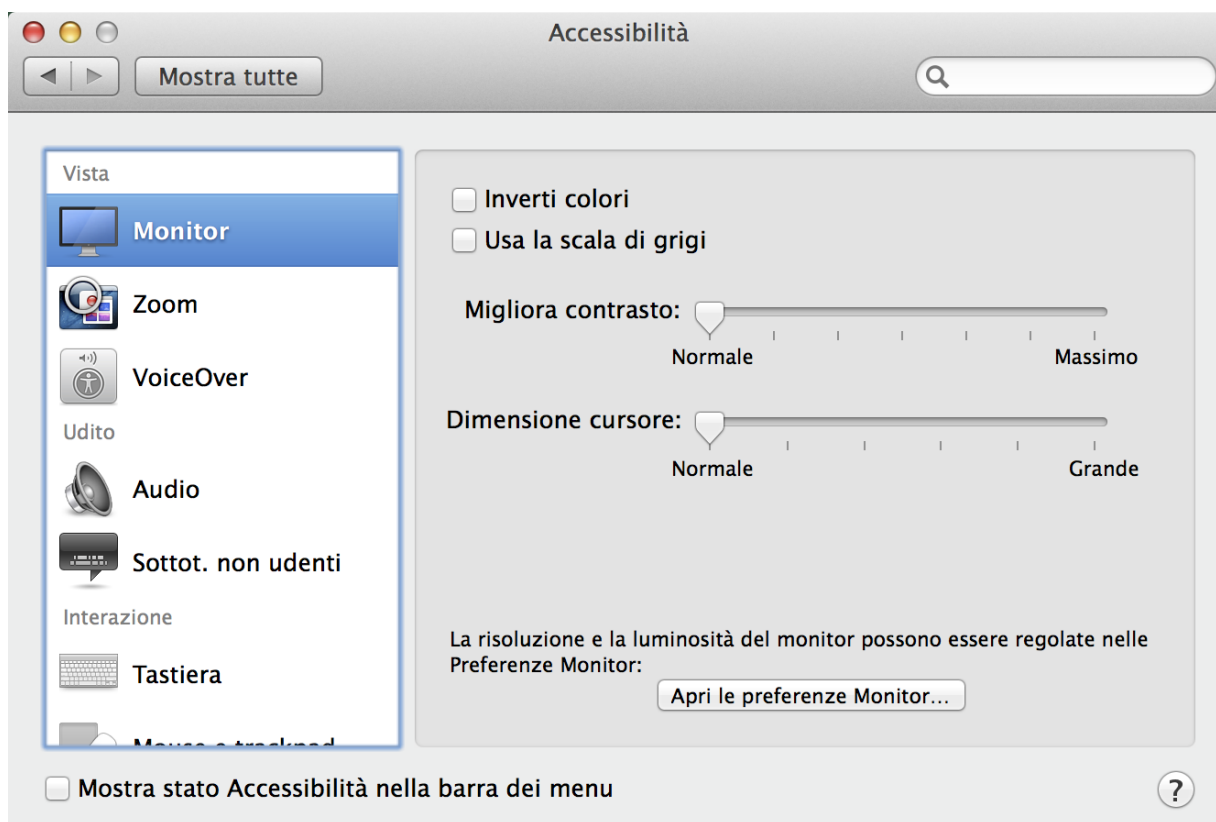 Accessibilità
Mostra tutte
Vista
Monitor
Zoom
VoiceOver
Udito
Audio
Sottot. non udenti
Interazione
Tastiera
Mouse e trackpad
Inverti colori
Usa la scala di grigi
Migliora contrasto:
Normale Massimo
Dimensione cursore:
Normale Grande
La risoluzione e la luminosità del monitor possono essere regolate nelle
Preferenze Monitor:
Apri le preferenze Monitor...
Mostra stato Accessibilità nella barra dei menu
?